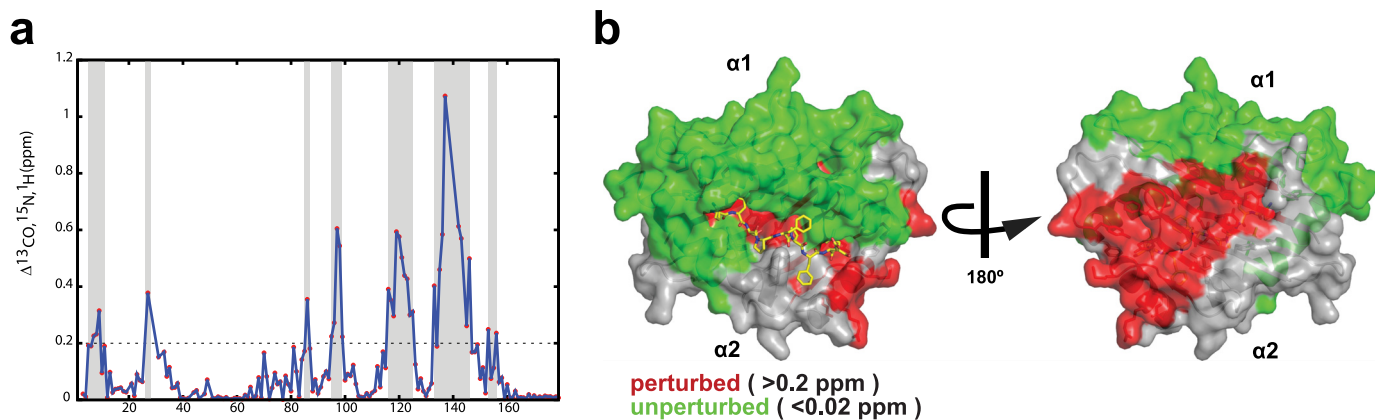 a
Δ13CO,15N,1H(ppm)
1.2
1
0.8
0.6
0.4
0.2
0
20 40 60 80 100 120 140 160
b
α1
α1
180º
α2
α2
perturbed ( >0.2 ppm )
unperturbed ( <0.02 ppm )